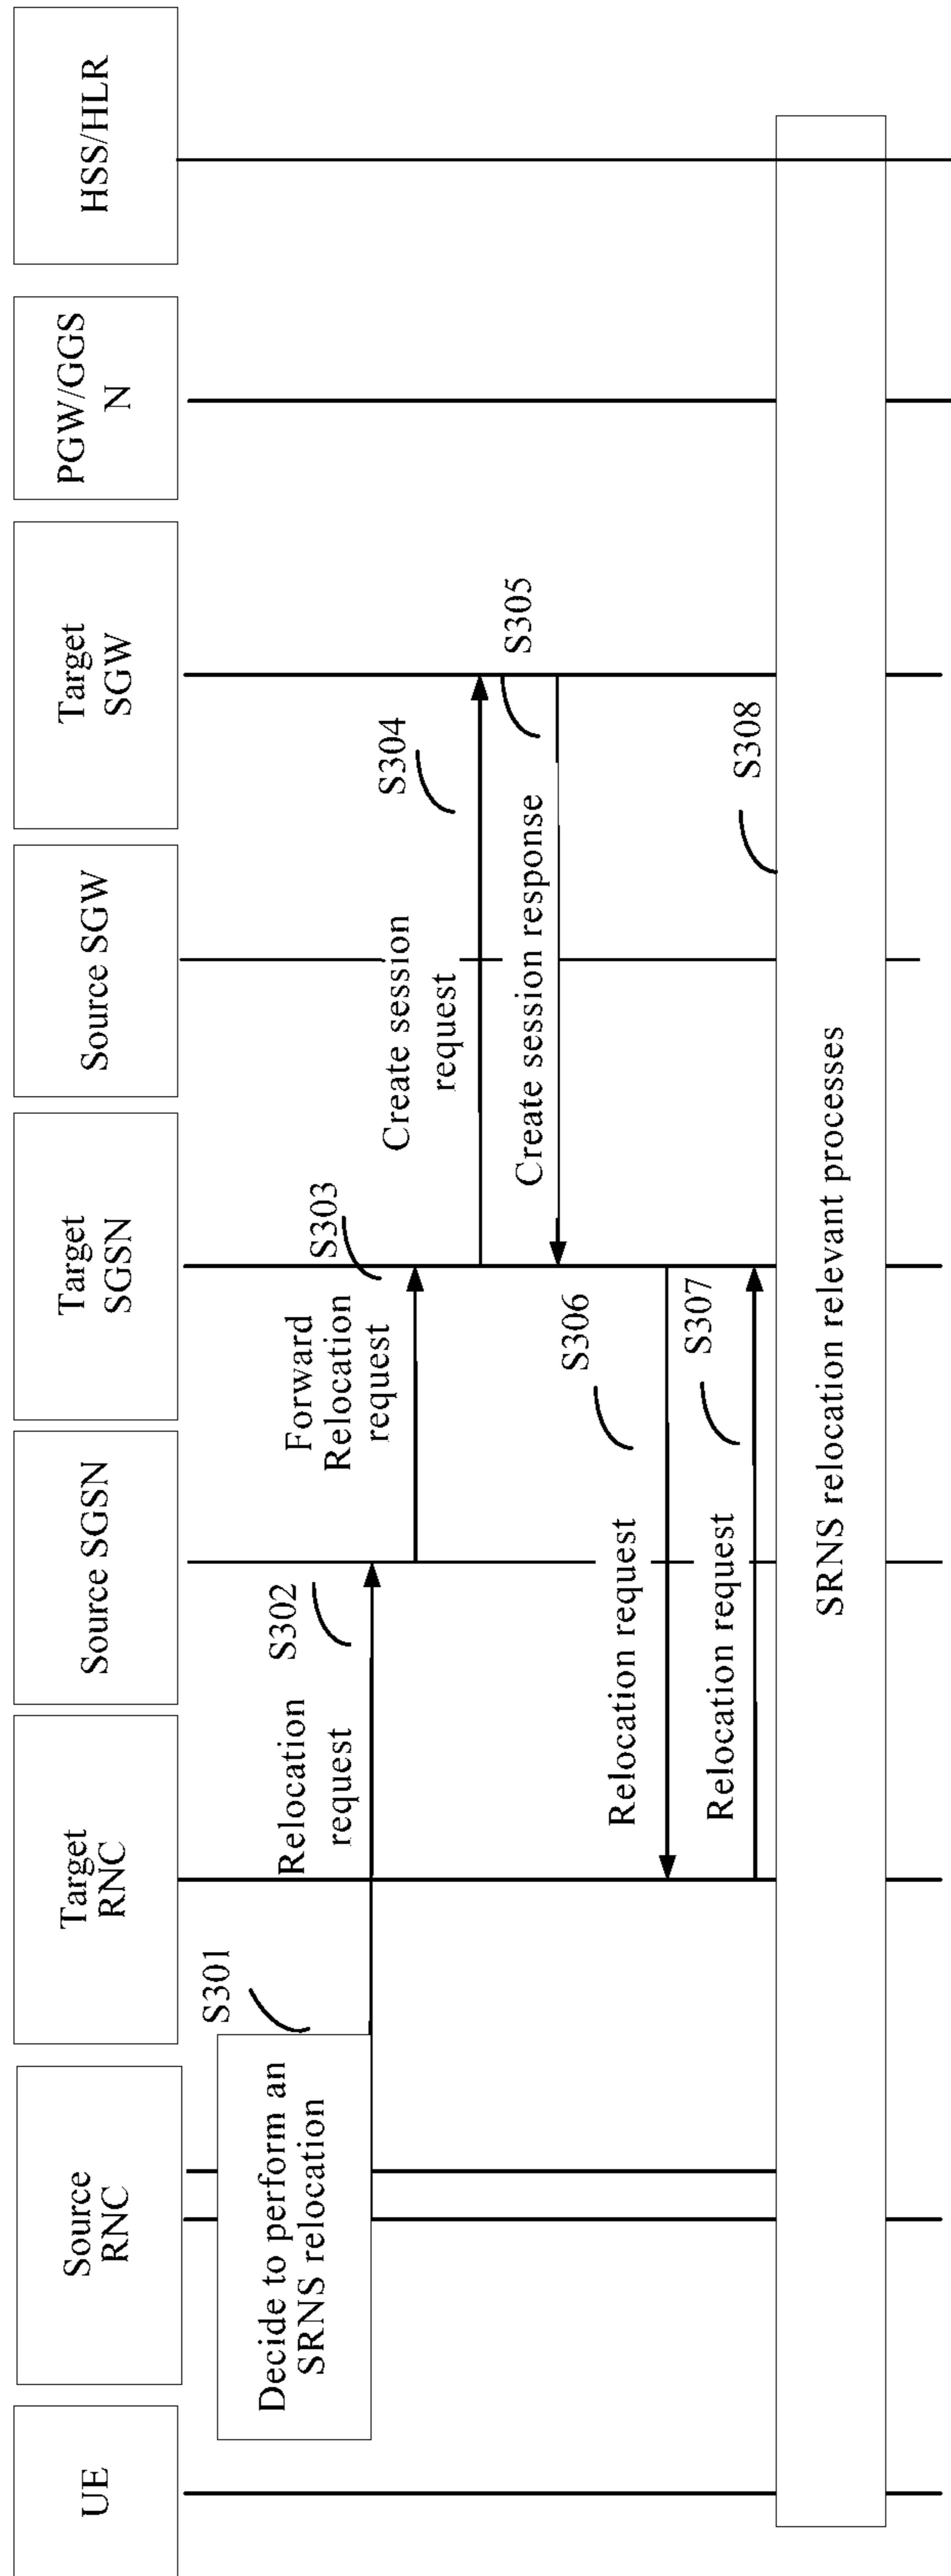 UE
Source
RNC
Target
RNC
Source SGSN
Target
SGSN
Source SGW
Target
SGW
PGW/GGS
N
HSS/HLR
S301
Decide to perform an
SRNS relocation
Relocation
request
S302
Forward
Relocation
request
S303
Create session
request
S304
Create session response
S305
Relocation request
S306
Relocation request
S307
S308
SRNS relocation relevant processes